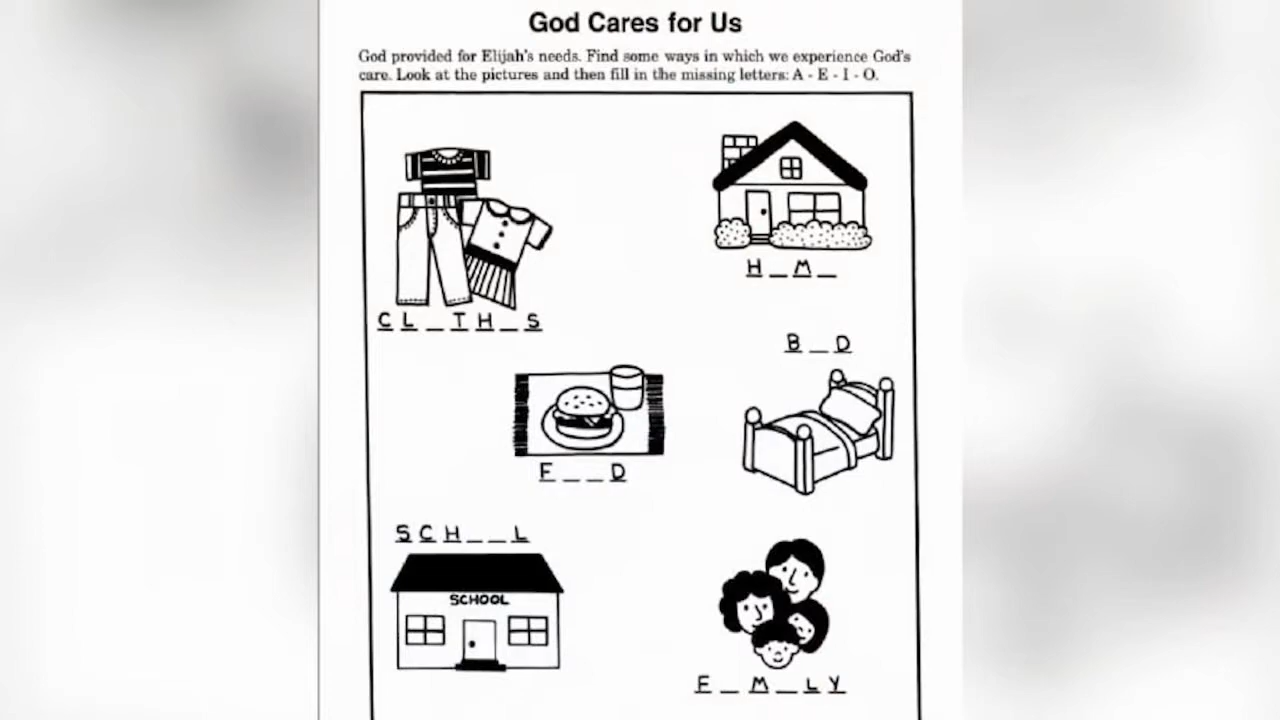 God Cares for Us
God provided for Elijah's needs. Find some ways in which we experience God's
care. Look at the pictures and then fill in the missing letters: A - E - I - O.
H _ M _
C L _ T H _ S
B _ D
F _ _ D
S C H _ _ L
SCHOOL
F _ M _ L Y